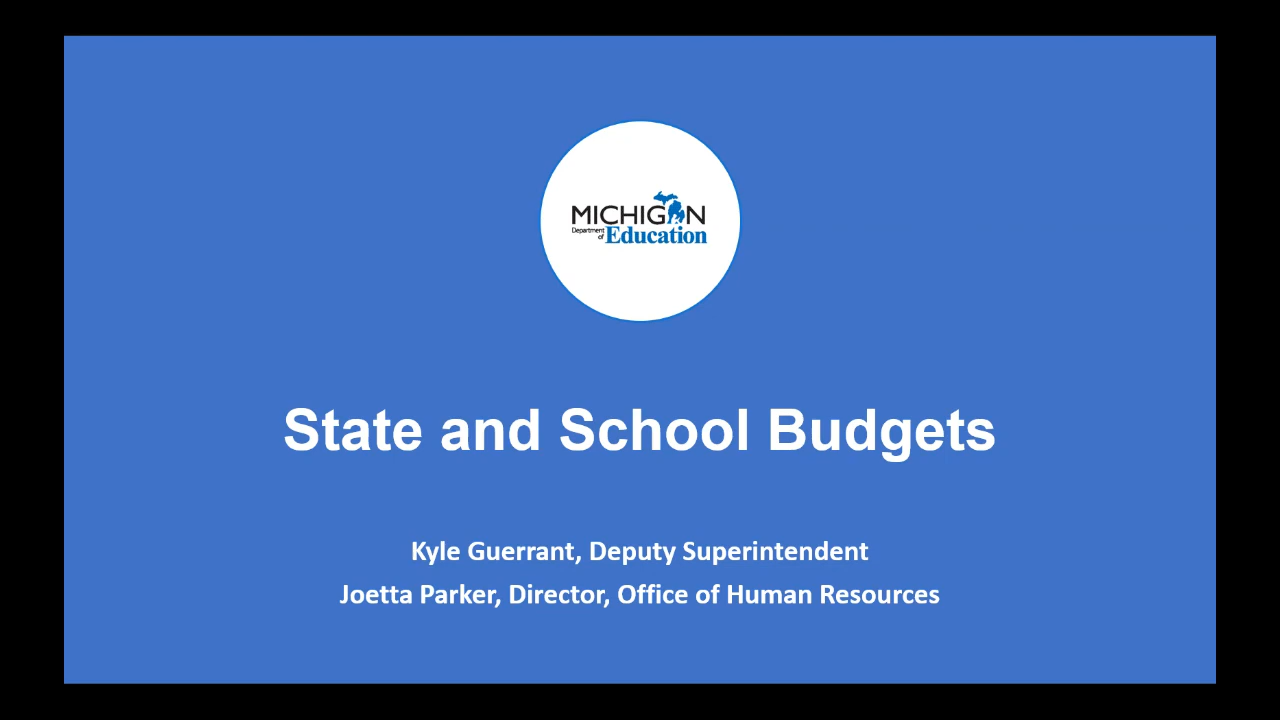 MICHIGAN
Department of Education
State and School Budgets
Kyle Guerrant, Deputy Superintendent
Joetta Parker, Director, Office of Human Resources